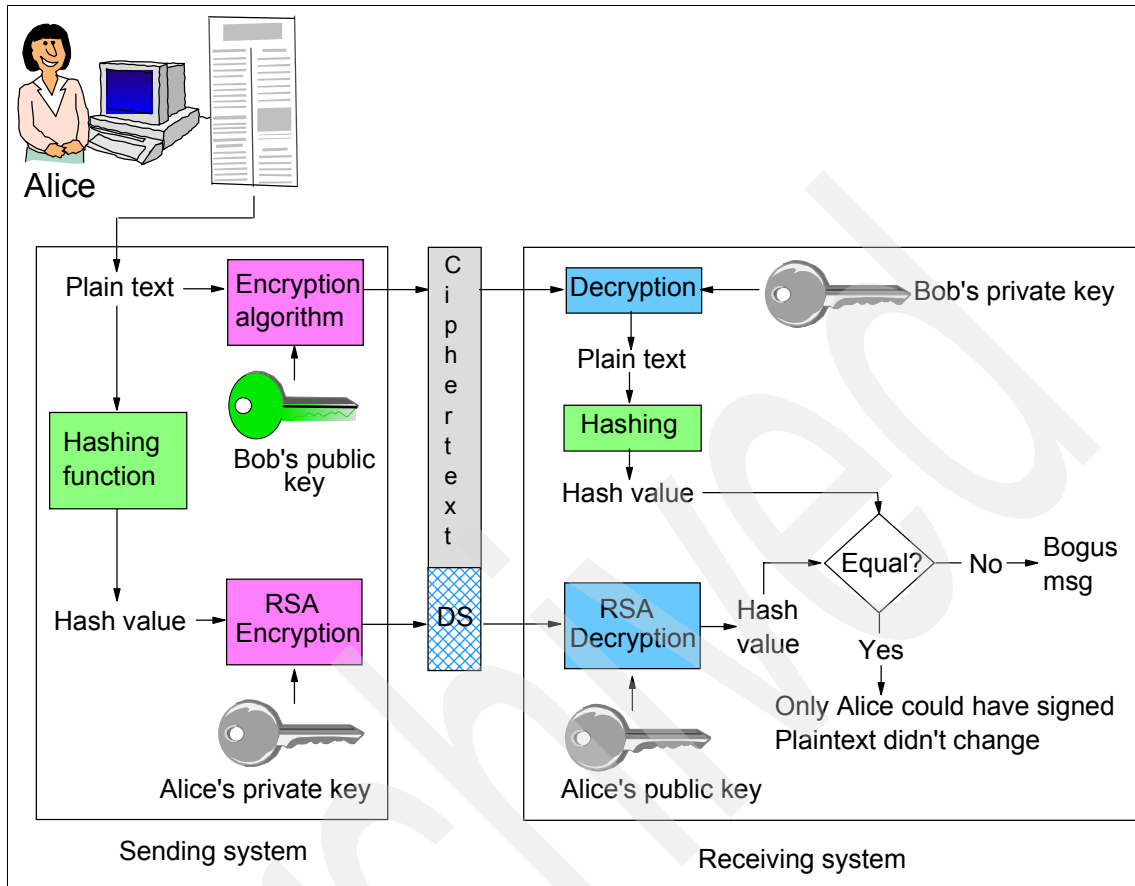 Alice
Plain text
Encryption
algorithm
Bob's public
key
Hashing
function
Hash value
RSA
Encryption
Alice's private key
Sending system
Ciphertext
DS
Decryption
Bob's private key
Plain text
Hashing
Hash value
RSA
Decryption
Alice's public key
Hash
value
Equal?
No
Bogus
msg
Yes
Only Alice could have signed
Plaintext didn't change
Receiving system